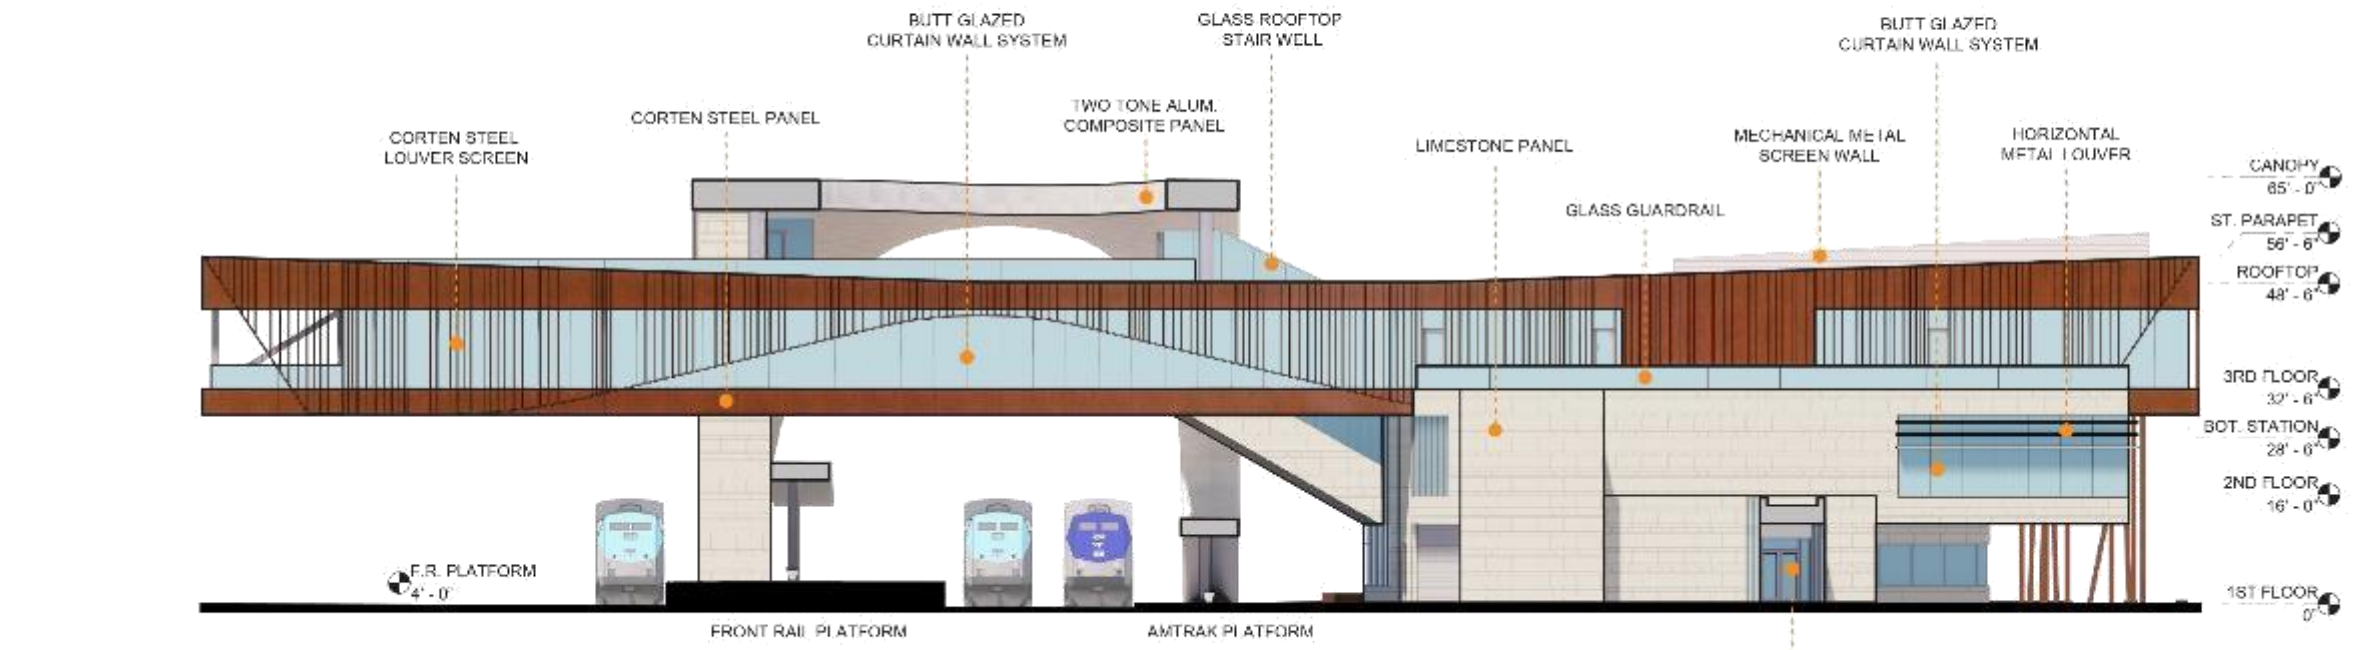 BUTT GLAZED
CURTAIN WALL SYSTEM
GLASS ROOFTOP
STAIR WELL
BUTT GLAZED
CURTAIN WALL SYSTEM
CORTEN STEEL
LOUVER SCREEN
CORTEN STEEL PANEL
TWO TONE ALUM.
COMPOSITE PANEL
LIMESTONE PANEL
GLASS GUARDRAIL
MECHANICAL METAL
SCREEN WALL
HORIZONTAL
METAL LOUVER
CANOPY
65' - 0"
ST. PARAPET
56' - 6"
ROOFTOP
48' - 6"
3RD FLOOR
32' - 6"
BOT. STATION
28' - 6"
2ND FLOOR
16' - 0"
1ST FLOOR
0"
F.R. PLATFORM
4' - 0"
FRONT RAIL PLATFORM
AMTRAK PLATFORM